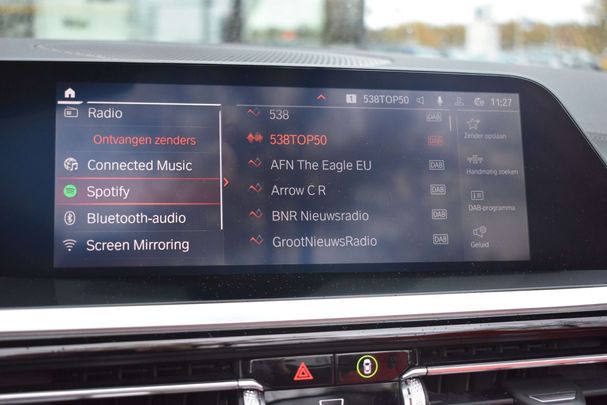 1 538TOP50 11:27
Radio
Ontvangen zenders
Connected Music
Spotify
Bluetooth-audio
Screen Mirroring
538 DAB
538TOP50 DAB
AFN The Eagle EU DAB
Arrow C R DAB
BNR Nieuwsradio DAB
GrootNieuwsRadio DAB
Zender opslaan
Handmatig zoeken
DAB-programma
Geluid